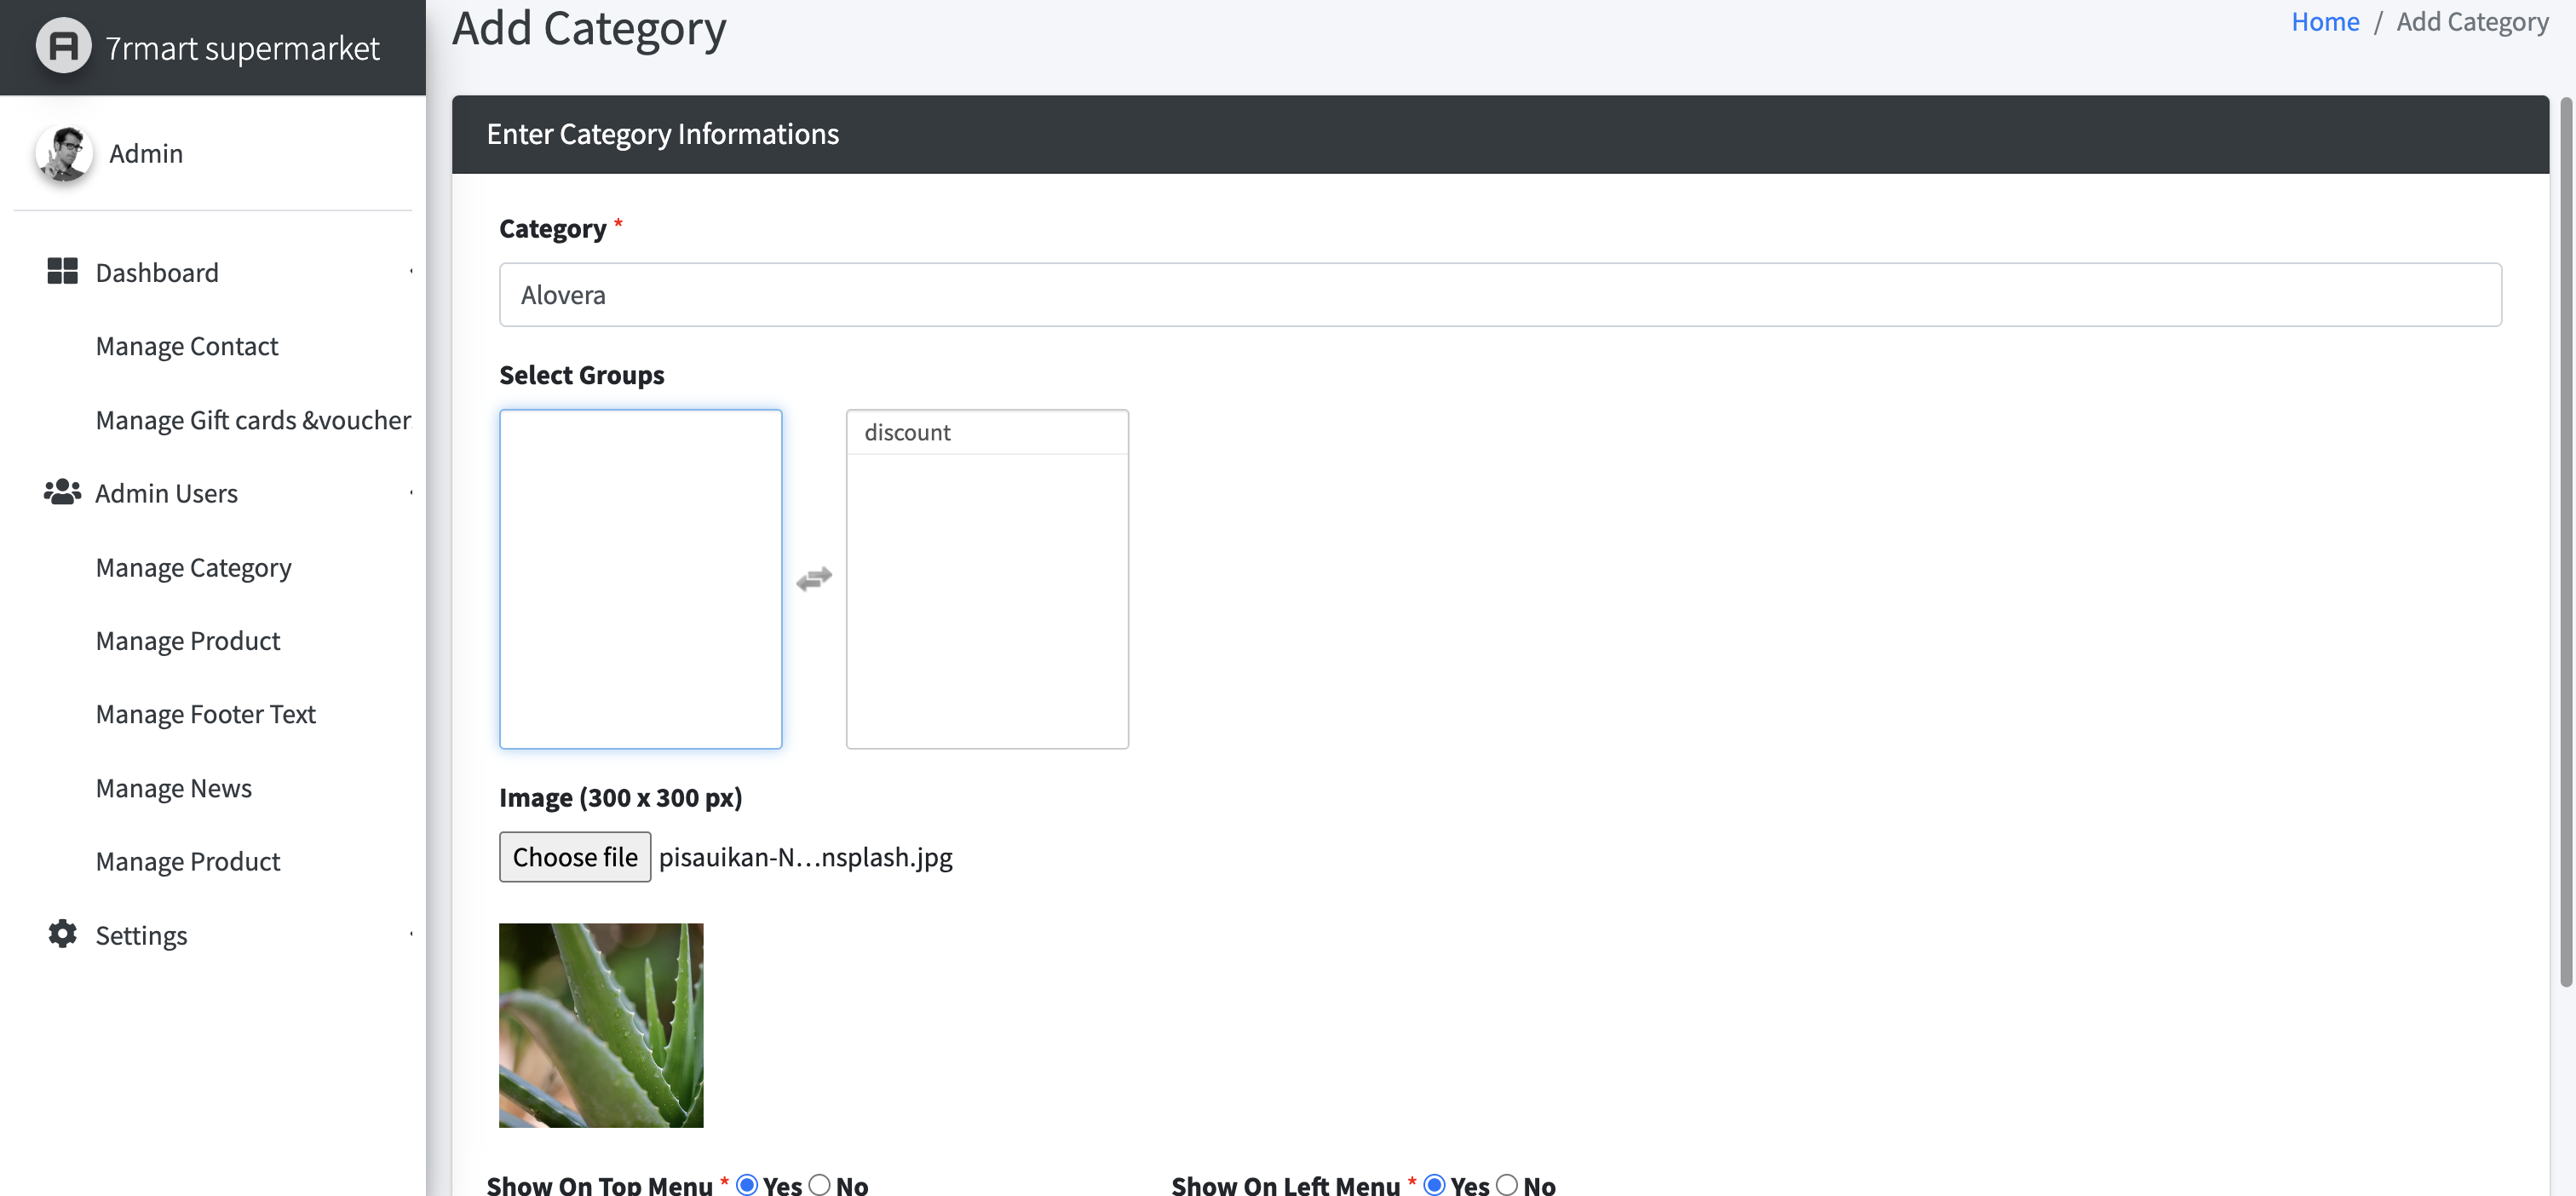 7rmart supermarket
Admin
Dashboard
Manage Contact
Manage Gift cards &voucher
Admin Users
Manage Category
Manage Product
Manage Footer Text
Manage News
Manage Product
Settings
Add Category
Home / Add Category
Enter Category Informations
Category *
Alovera
Select Groups
discount
Image (300 x 300 px)
Choose file pisauikan-N...nsplash.jpg
Show On Top Menu * Yes No
Show On Left Menu * Yes No